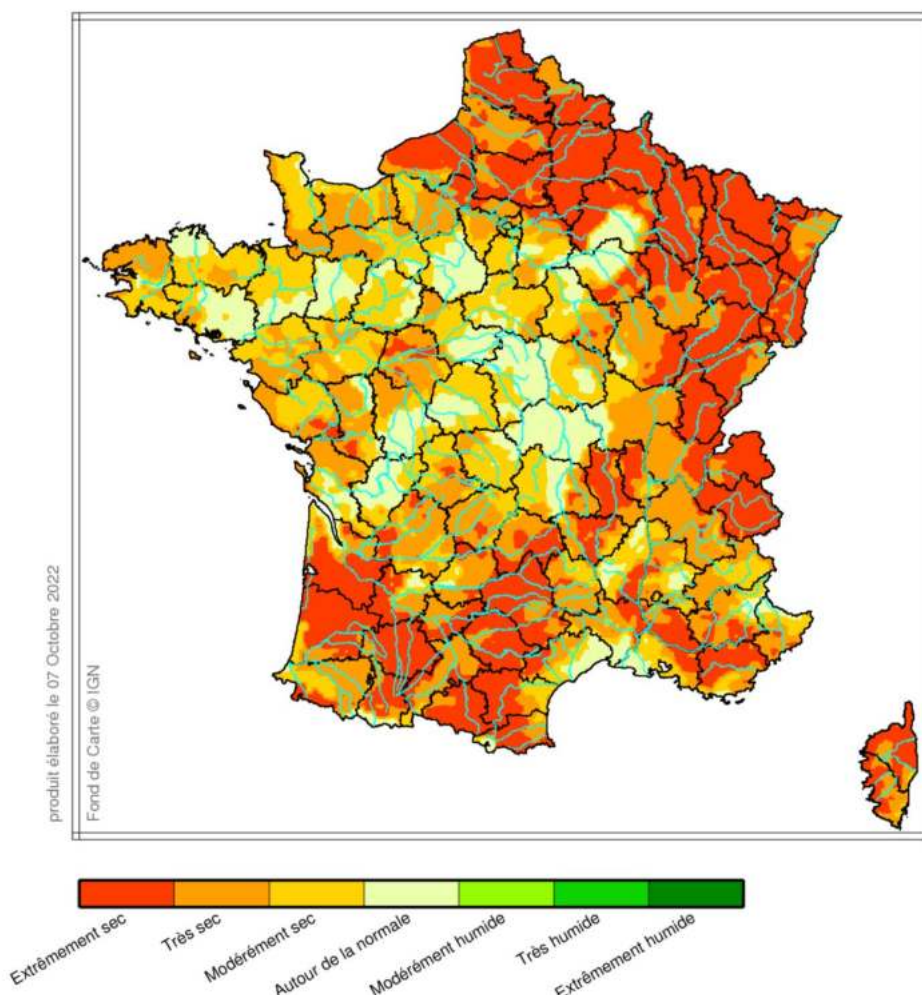 produit élaboré le 07 Octobre 2022
Fond de Carte © IGN
Extrêmement sec
Très sec
Modérément sec
Autour de la normale
Modérément humide
Très humide
Extrêmement humide